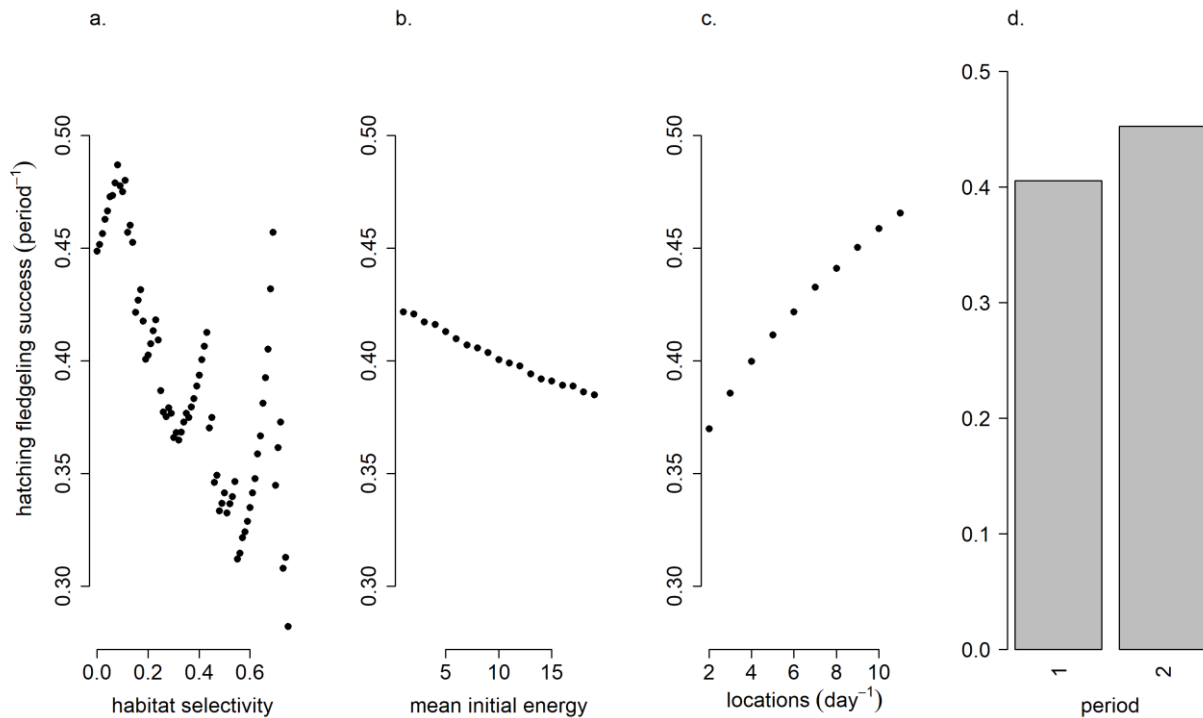 a.
b.
c.
d.
hatching fledgeling success (period⁻¹)
0.30
0.35
0.40
0.45
0.50
0.0 0.2 0.4 0.6
habitat selectivity
0.30
0.35
0.40
0.45
0.50
5 10 15
mean initial energy
0.30
0.35
0.40
0.45
0.50
2 4 6 8 10
locations (day⁻¹)
0.5
0.4
0.3
0.2
0.1
0.0
1 2
period